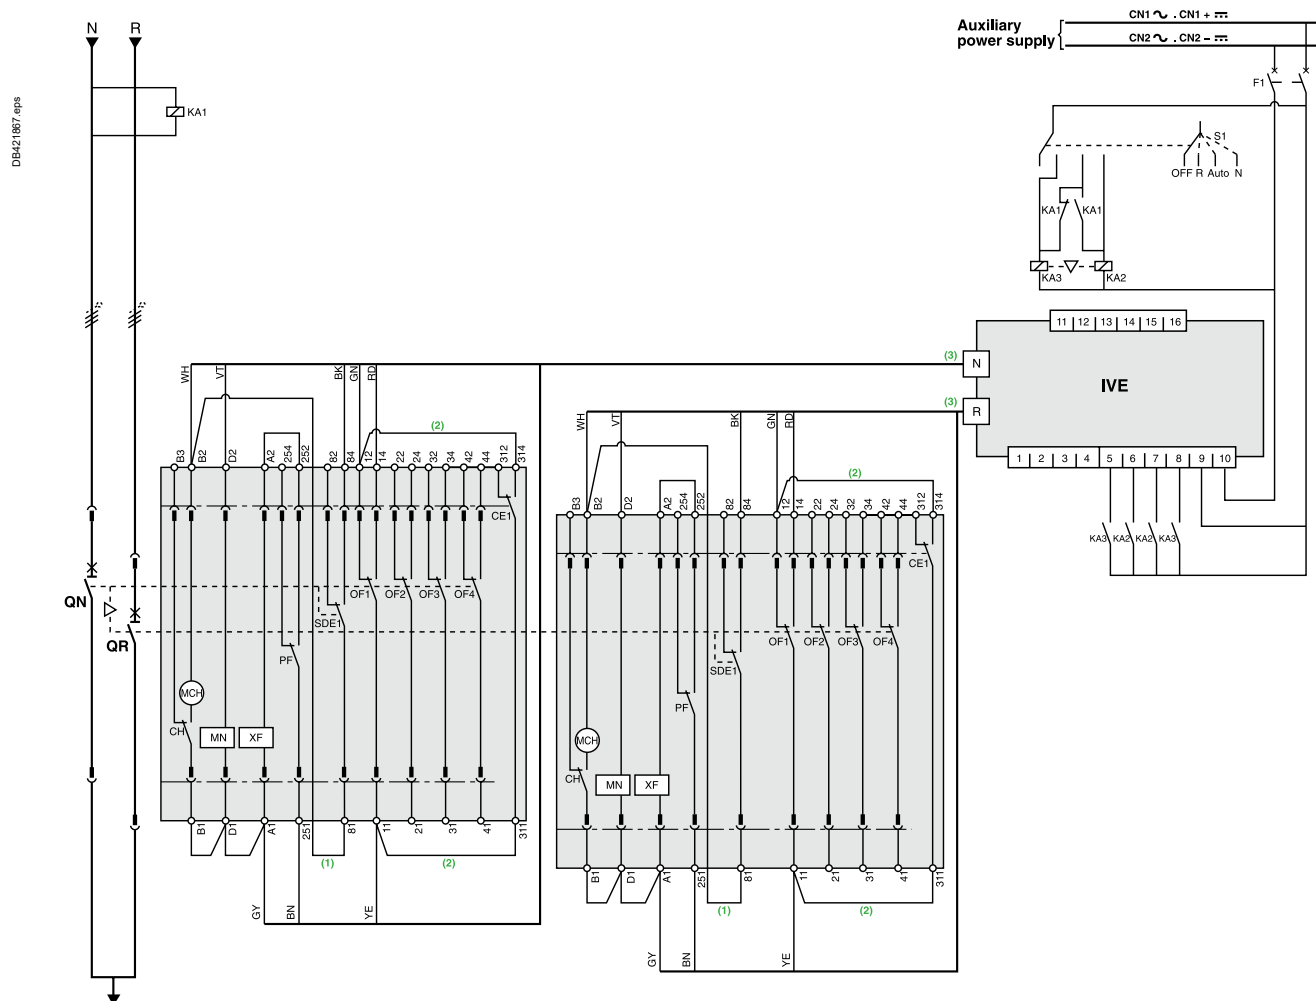 DB421867.eps
N R
KA1
Auxiliary
power supply
CN1 ~ . CN1 + ⎓
CN2 ~ . CN2 – ⎓
F1
S1
OFF R Auto N
KA1 KA1
KA3 KA2
11 12 13 14 15 16
(3) N
IVE
(3) R
1 2 3 4 5 6 7 8 9 10
KA3 KA2 KA2 KA3
WH VT BK GN RD
(2)
B3 B2 D2 A2 254 252 82 84 12 14 22 24 32 34 42 44 312 314
CE1
QN
QR
OF1 OF2 OF3 OF4
SDE1
PF
MCH
CH
MN XF
B1 D1 A1 251 81 11 21 31 41 311
(1) (2)
GY BN YE
WH VT BK GN RD
(2)
B3 B2 D2 A2 254 252 82 84 12 14 22 24 32 34 42 44 312 314
CE1
OF1 OF2 OF3 OF4
SDE1
PF
MCH
CH
MN XF
B1 D1 A1 251 81 11 21 31 41 311
(1) (2)
GY BN YE